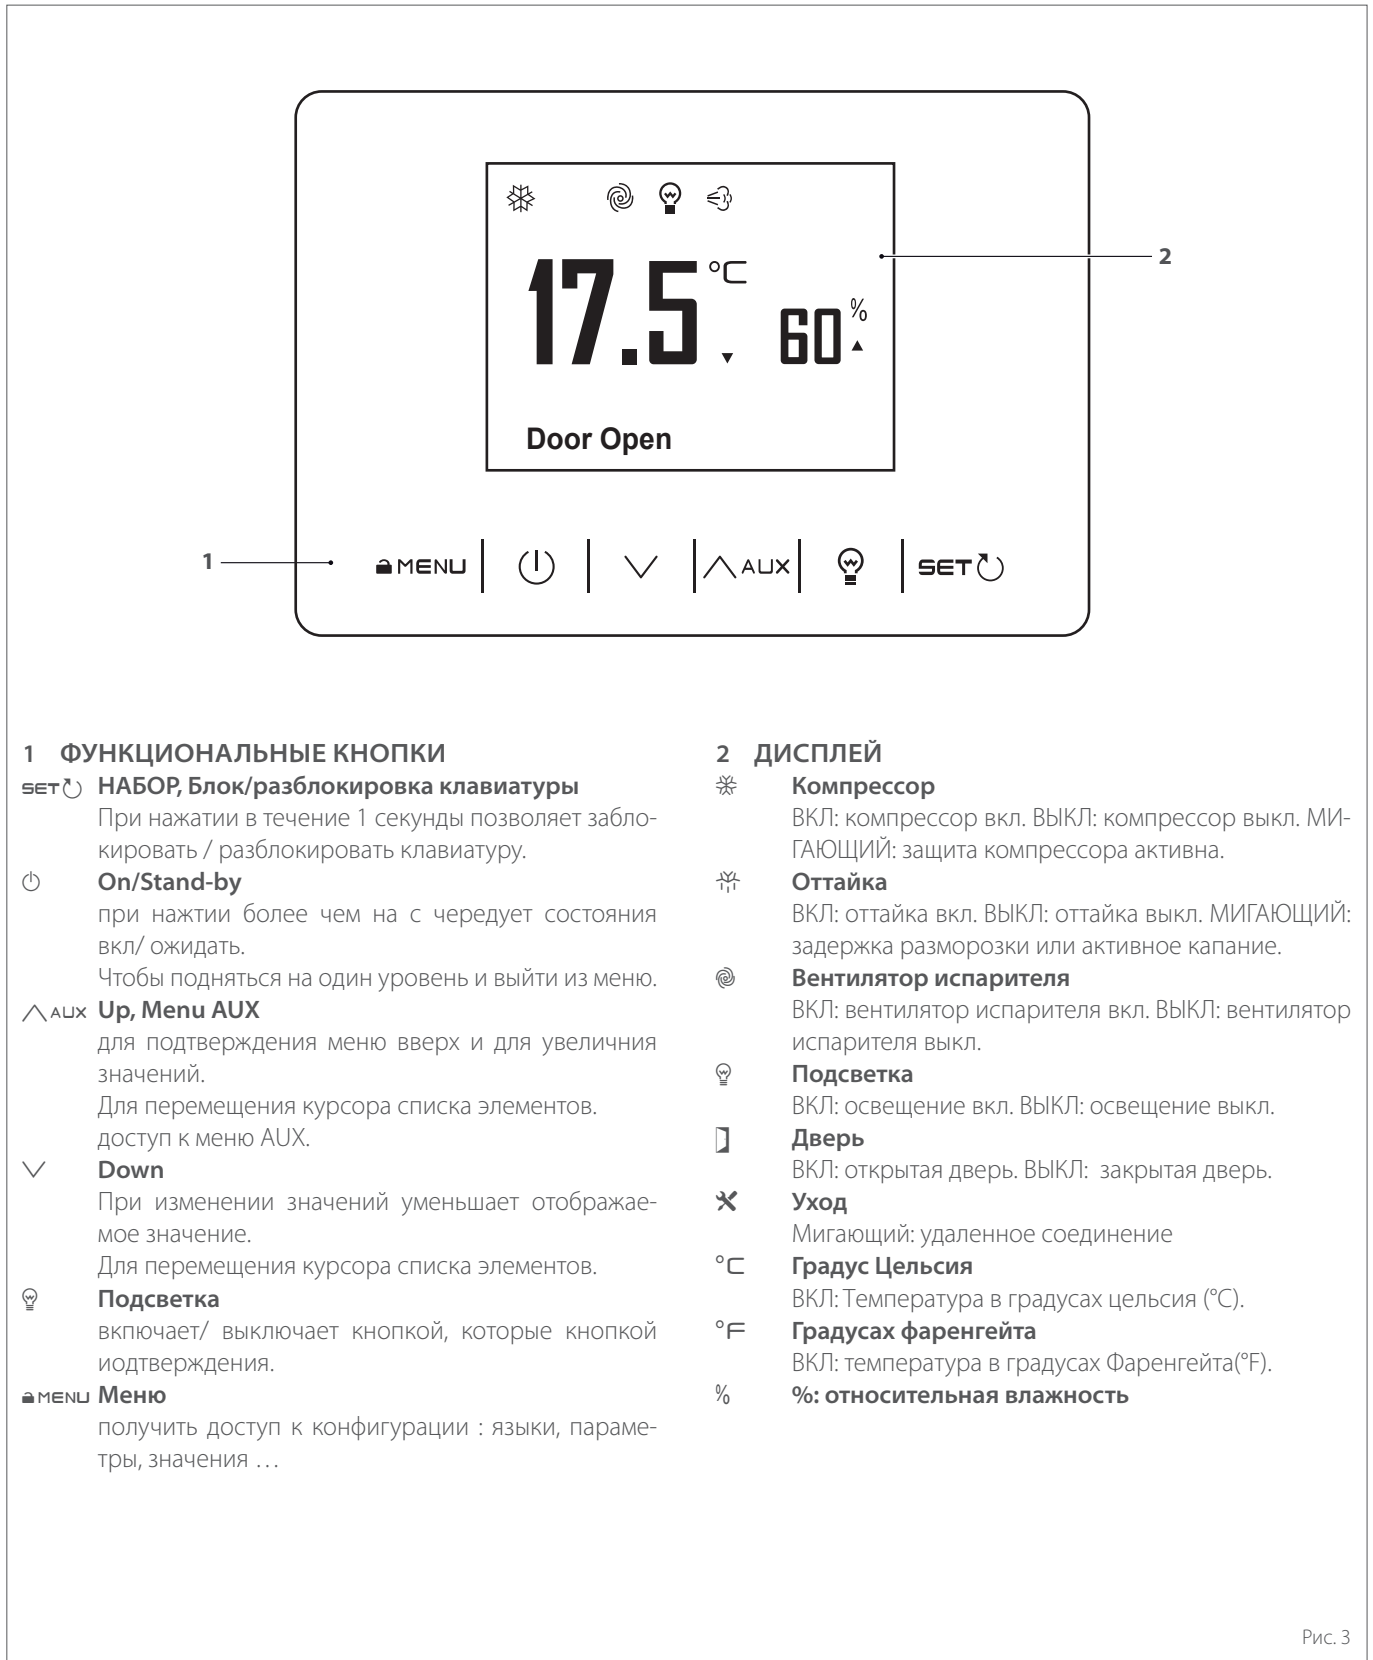 17.5 °C 60 %
Door Open
2
1
MENU AUX SET
1 ФУНКЦИОНАЛЬНЫЕ КНОПКИ
SET НАБОР, Блок/разблокировка клавиатуры
При нажатии в течение 1 секунды позволяет забло-
кировать / разблокировать клавиатуру.
On/Stand-by
при нажтии более чем на с чередует состояния
вкл/ ожидать.
Чтобы подняться на один уровень и выйти из меню.
AUX Up, Menu AUX
для подтверждения меню вверх и для увеличния
значений.
Для перемещения курсора списка элементов.
доступ к меню AUX.
Down
При изменении значений уменьшает отображае-
мое значение.
Для перемещения курсора списка элементов.
Подсветка
впючает/ выключает кнопкой, которые кнопкой
иодтверждения.
MENU Меню
получить доступ к конфигурации : языки, параме-
тры, значения …
2 ДИСПЛЕЙ
Компрессор
ВКЛ: компрессор вкл. ВЫКЛ: компрессор выкл. МИ-
ГАЮЩИЙ: защита компрессора активна.
Оттайка
ВКЛ: оттайка вкл. ВЫКЛ: оттайка выкл. МИГАЮЩИЙ:
задержка разморозки или активное капание.
Вентилятор испарителя
ВКЛ: вентилятор испарителя вкл. ВЫКЛ: вентилятор
испарителя выкл.
Подсветка
ВКЛ: освещение вкл. ВЫКЛ: освещение выкл.
Дверь
ВКЛ: открытая дверь. ВЫКЛ: закрытая дверь.
Уход
Мигающий: удаленное соединение
°C Градус Цельсия
ВКЛ: Температура в градусах цельсия (°C).
°F Градусах фаренгейта
ВКЛ: температура в градусах Фаренгейта(°F).
% %: относительная влажность
Рис. 3